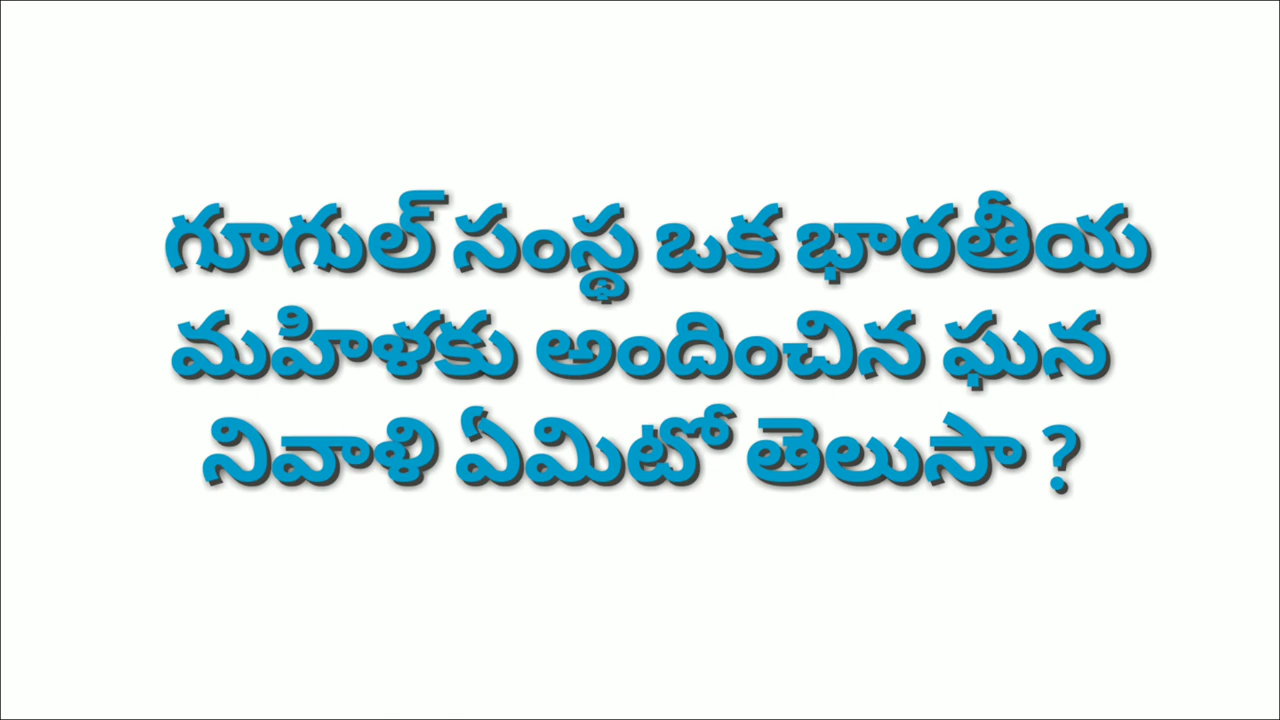 గూగుల్ సంస్థ ఒక భారతీయ
మహిళకు అందించిన ఘన
నివాళి ఏమిటో తెలుసా ?